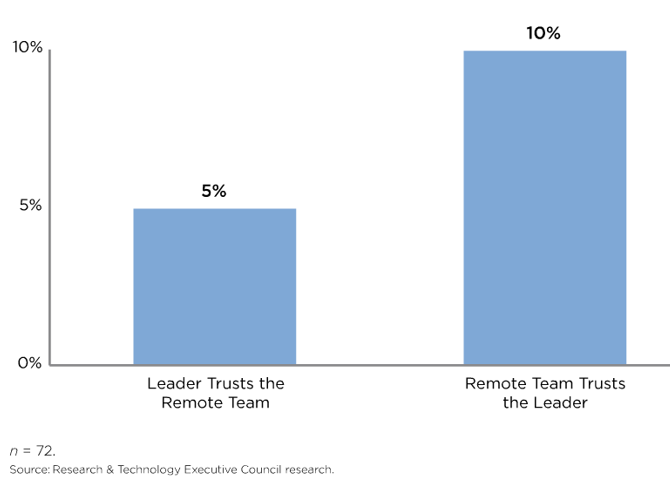 10%
10%
5%
5%
0%
Leader Trusts the
Remote Team
Remote Team Trusts
the Leader
n = 72.
Source: Research & Technology Executive Council research.